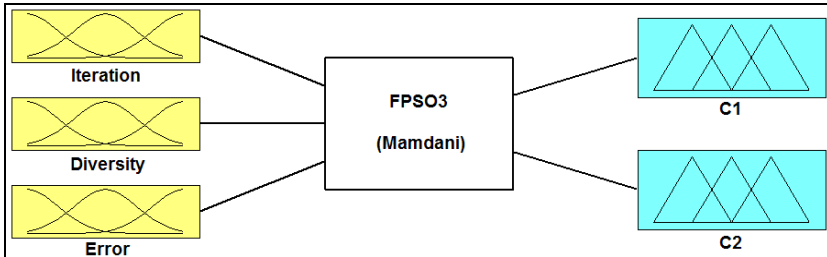 Iteration
Diversity
Error
FPSO3
(Mamdani)
C1
C2